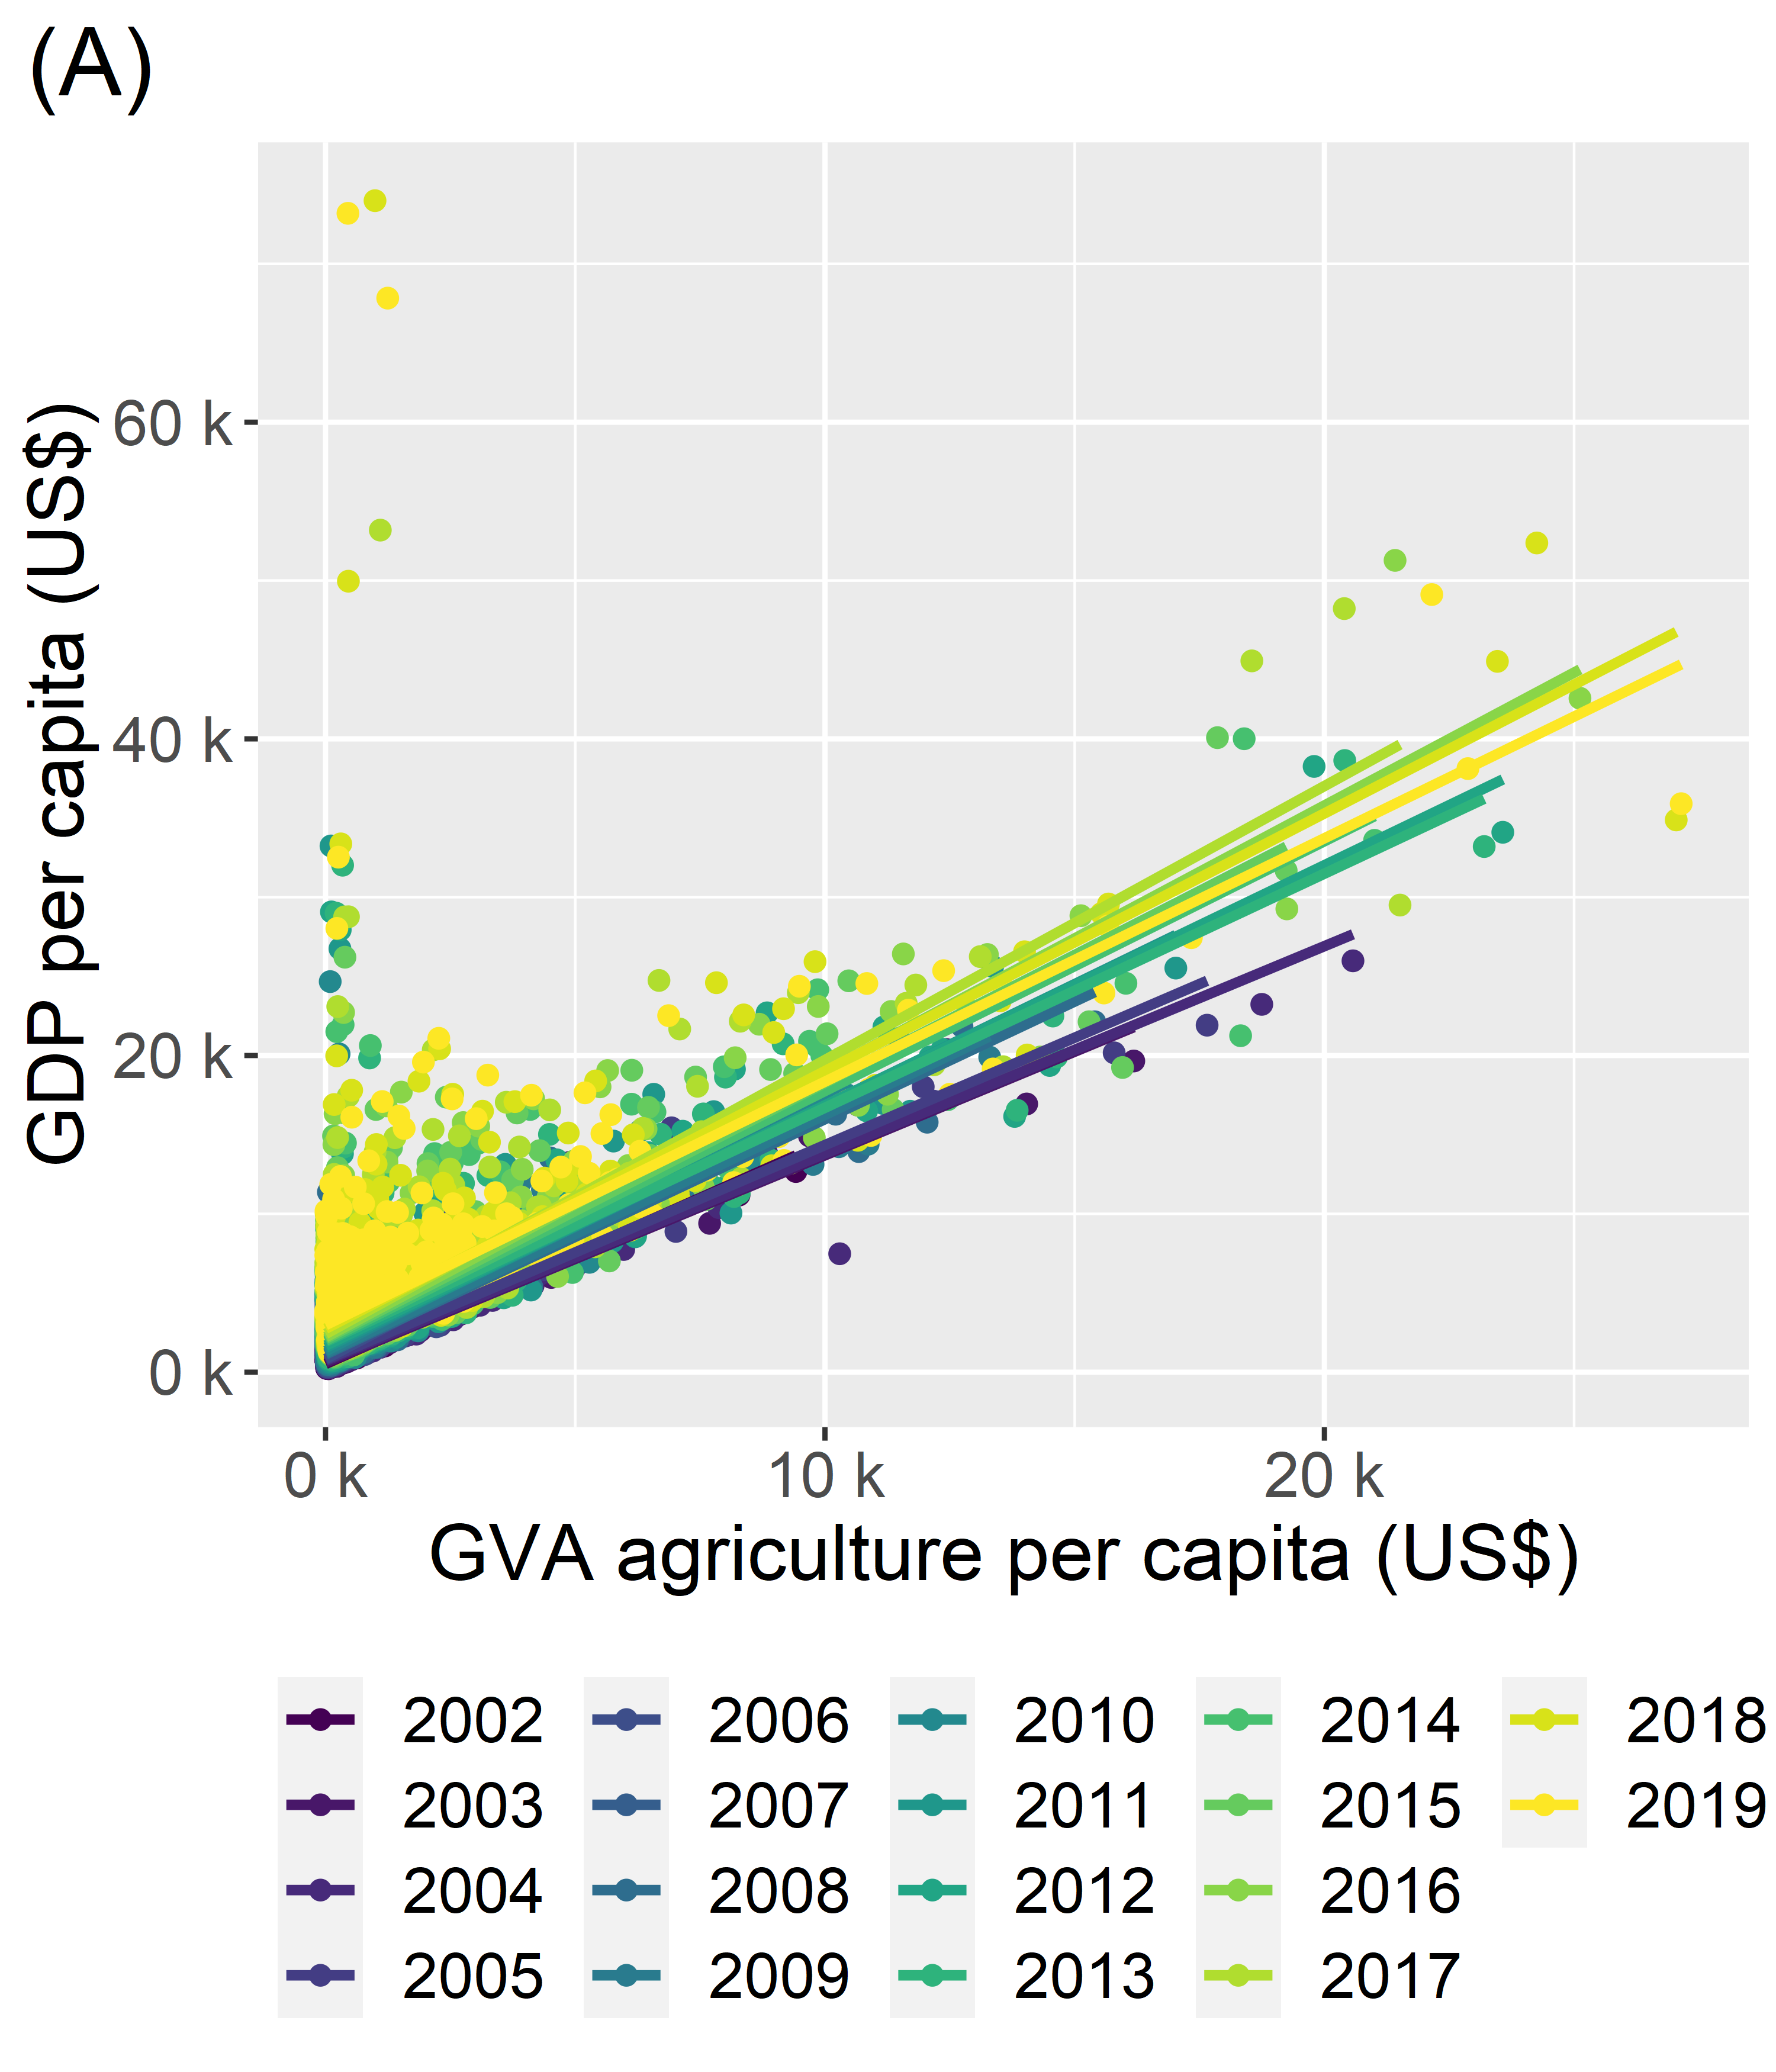 (A)
GDP per capita (US$)
60 k
40 k
20 k
0 k
0 k 10 k 20 k
GVA agriculture per capita (US$)
2002 2006 2010 2014 2018
2003 2007 2011 2015 2019
2004 2008 2012 2016
2005 2009 2013 2017